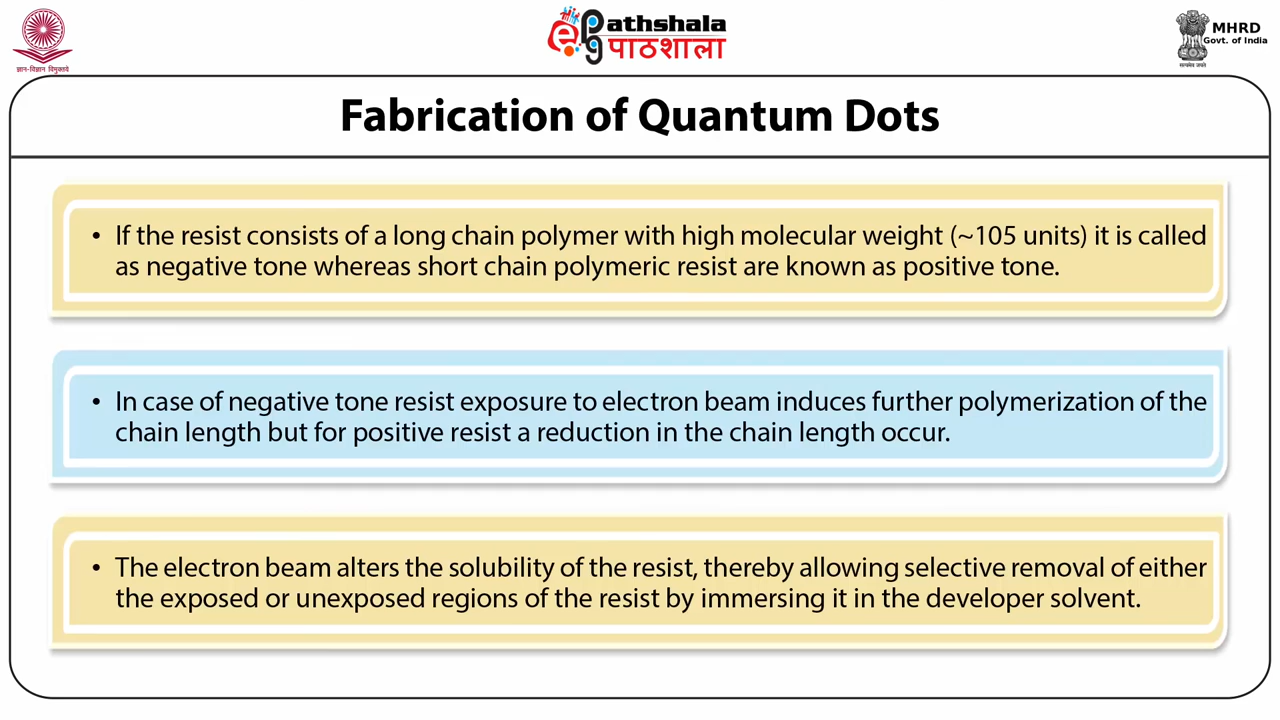 ज्ञान-विज्ञान विमुक्तये
epg athshala
पाठशाला
MHRD
Govt. of India
सत्यमेव जयते
Fabrication of Quantum Dots
• If the resist consists of a long chain polymer with high molecular weight (~105 units) it is called
as negative tone whereas short chain polymeric resist are known as positive tone.
• In case of negative tone resist exposure to electron beam induces further polymerization of the
chain length but for positive resist a reduction in the chain length occur.
• The electron beam alters the solubility of the resist, thereby allowing selective removal of either
the exposed or unexposed regions of the resist by immersing it in the developer solvent.